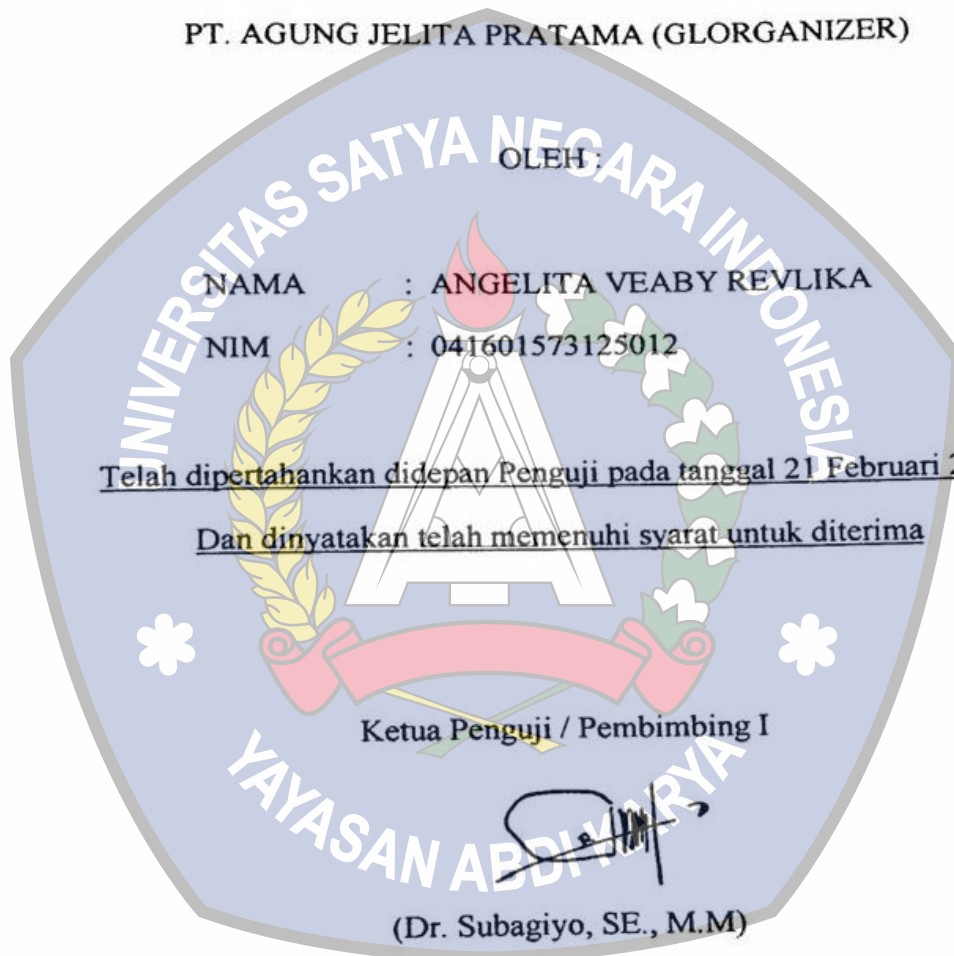 PT. AGUNG JELITA PRATAMA (GLORGANIZER)
OLEH :
NAMA : ANGELITA VEABY REVLIKA
NIM : 041601573125012
Telah dipertahankan didepan Penguji pada tanggal 21 Februari 2
Dan dinyatakan telah memenuhi syarat untuk diterima
Ketua Penguji / Pembimbing I
(Dr. Subagiyo, SE., M.M)
UNIVERSITAS SATYA NEGARA INDONESIA
YAYASAN ABDI KARYA